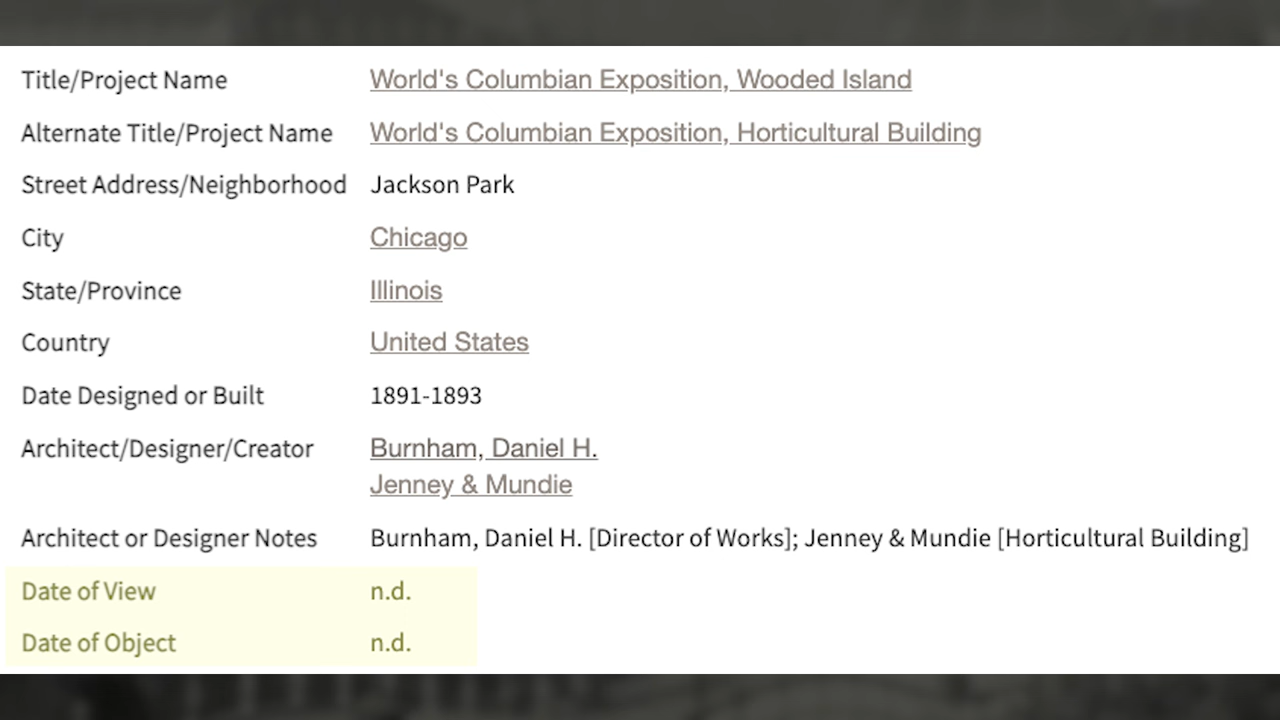 Title/Project Name World's Columbian Exposition, Wooded Island
Alternate Title/Project Name World's Columbian Exposition, Horticultural Building
Street Address/Neighborhood Jackson Park
City Chicago
State/Province Illinois
Country United States
Date Designed or Built 1891-1893
Architect/Designer/Creator Burnham, Daniel H.
Jenney & Mundie
Architect or Designer Notes Burnham, Daniel H. [Director of Works]; Jenney & Mundie [Horticultural Building]
Date of View n.d.
Date of Object n.d.